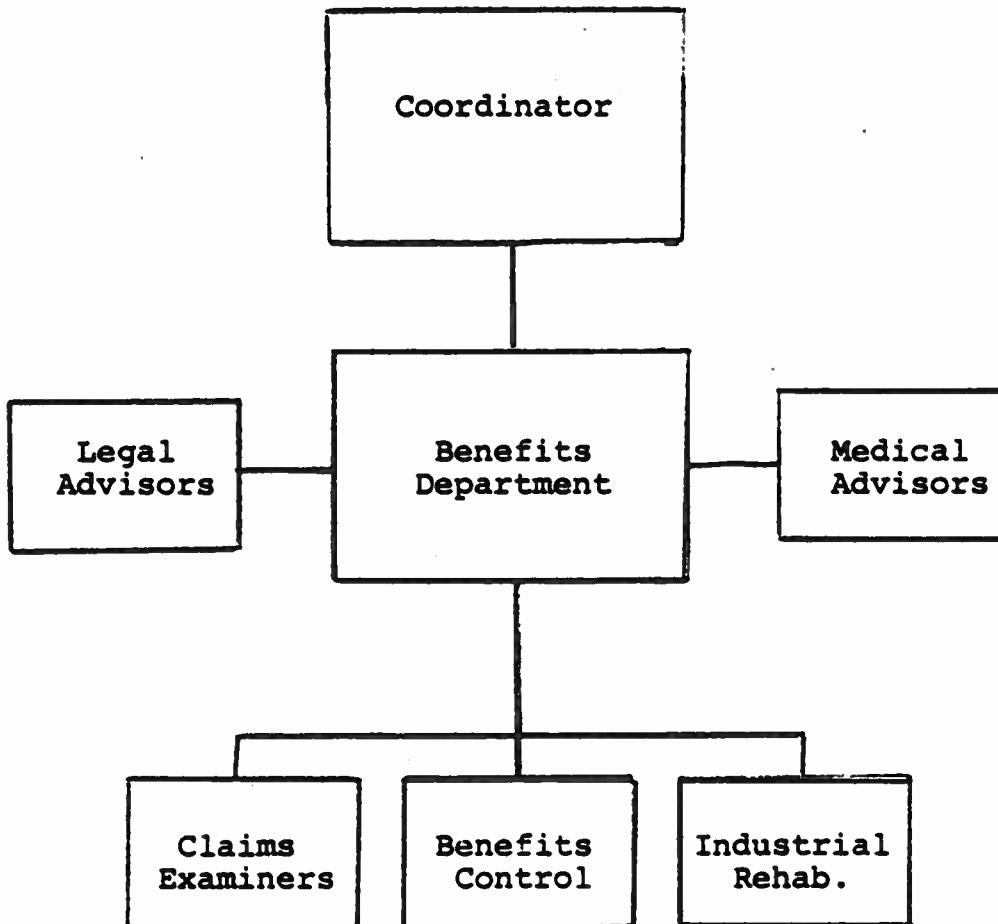 Coordinator
Legal
Advisors
Benefits
Department
Medical
Advisors
Claims
Examiners
Benefits
Control
Industrial
Rehab.